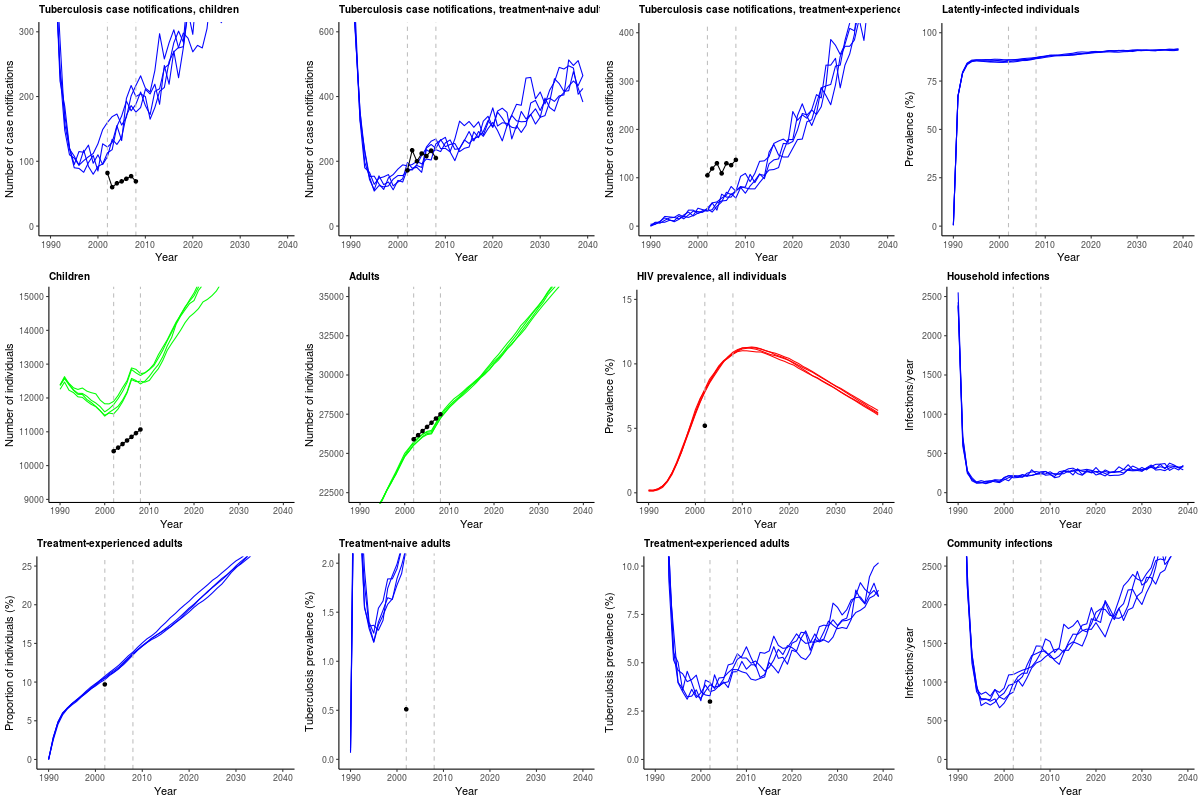 Tuberculosis case notifications, children
Number of case notifications
300
200
100
0
1990 2000 2010 2020 2030 2040
Year
Tuberculosis case notifications, treatment-naive adul
Number of case notifications
600
400
200
0
1990 2000 2010 2020 2030 2040
Year
Tuberculosis case notifications, treatment-experience
Number of case notifications
400
300
200
100
0
1990 2000 2010 2020 2030 2040
Year
Latently-infected individuals
Prevalence (%)
100
75
50
25
0
1990 2000 2010 2020 2030 2040
Year
Children
Number of individuals
15000
14000
13000
12000
11000
10000
9000
1990 2000 2010 2020 2030 2040
Year
Adults
Number of individuals
35000
32500
30000
27500
25000
22500
1990 2000 2010 2020 2030 2040
Year
HIV prevalence, all individuals
Prevalence (%)
15
10
5
0
1990 2000 2010 2020 2030 2040
Year
Household infections
Infections/year
2500
2000
1500
1000
500
0
1990 2000 2010 2020 2030 2040
Year
Treatment-experienced adults
Proportion of individuals (%)
25
20
15
10
5
0
1990 2000 2010 2020 2030 2040
Year
Treatment-naive adults
Tuberculosis prevalence (%)
2.0
1.5
1.0
0.5
0.0
1990 2000 2010 2020 2030 2040
Year
Treatment-experienced adults
Tuberculosis prevalence (%)
10.0
7.5
5.0
2.5
0.0
1990 2000 2010 2020 2030 2040
Year
Community infections
Infections/year
2500
2000
1500
1000
500
0
1990 2000 2010 2020 2030 2040
Year